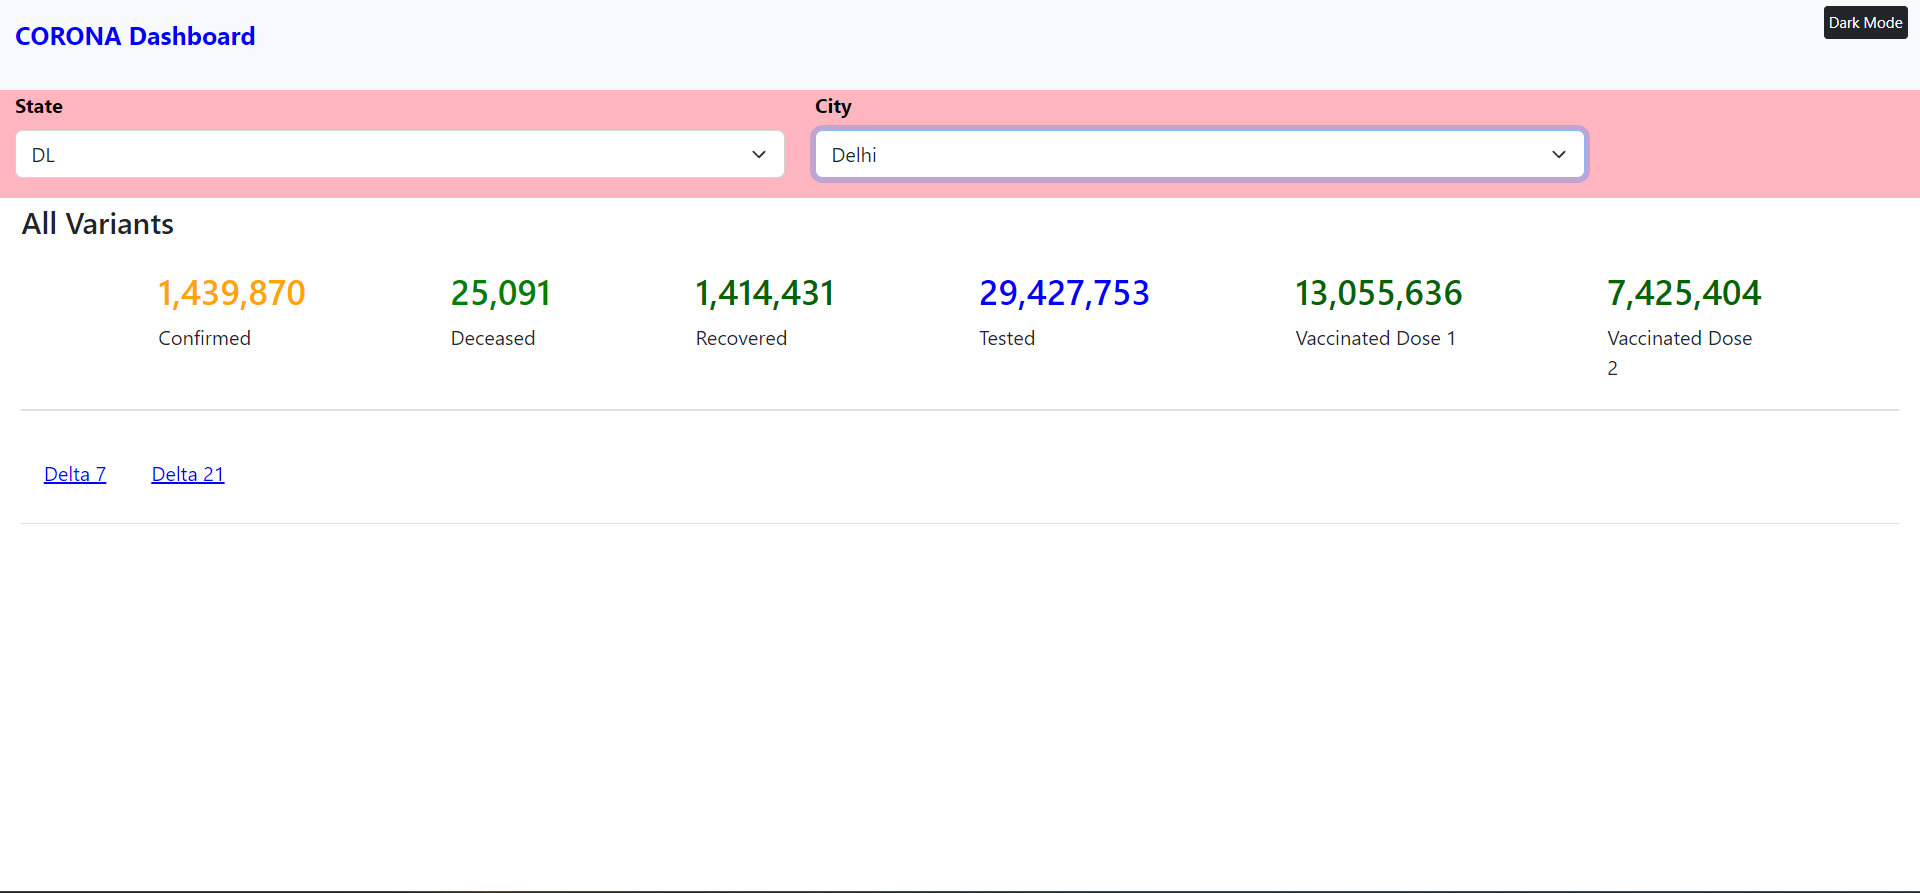 CORONA Dashboard
Dark Mode
State
City
DL
Delhi
All Variants
1,439,870
Confirmed
25,091
Deceased
1,414,431
Recovered
29,427,753
Tested
13,055,636
Vaccinated Dose 1
7,425,404
Vaccinated Dose
2
Delta 7
Delta 21